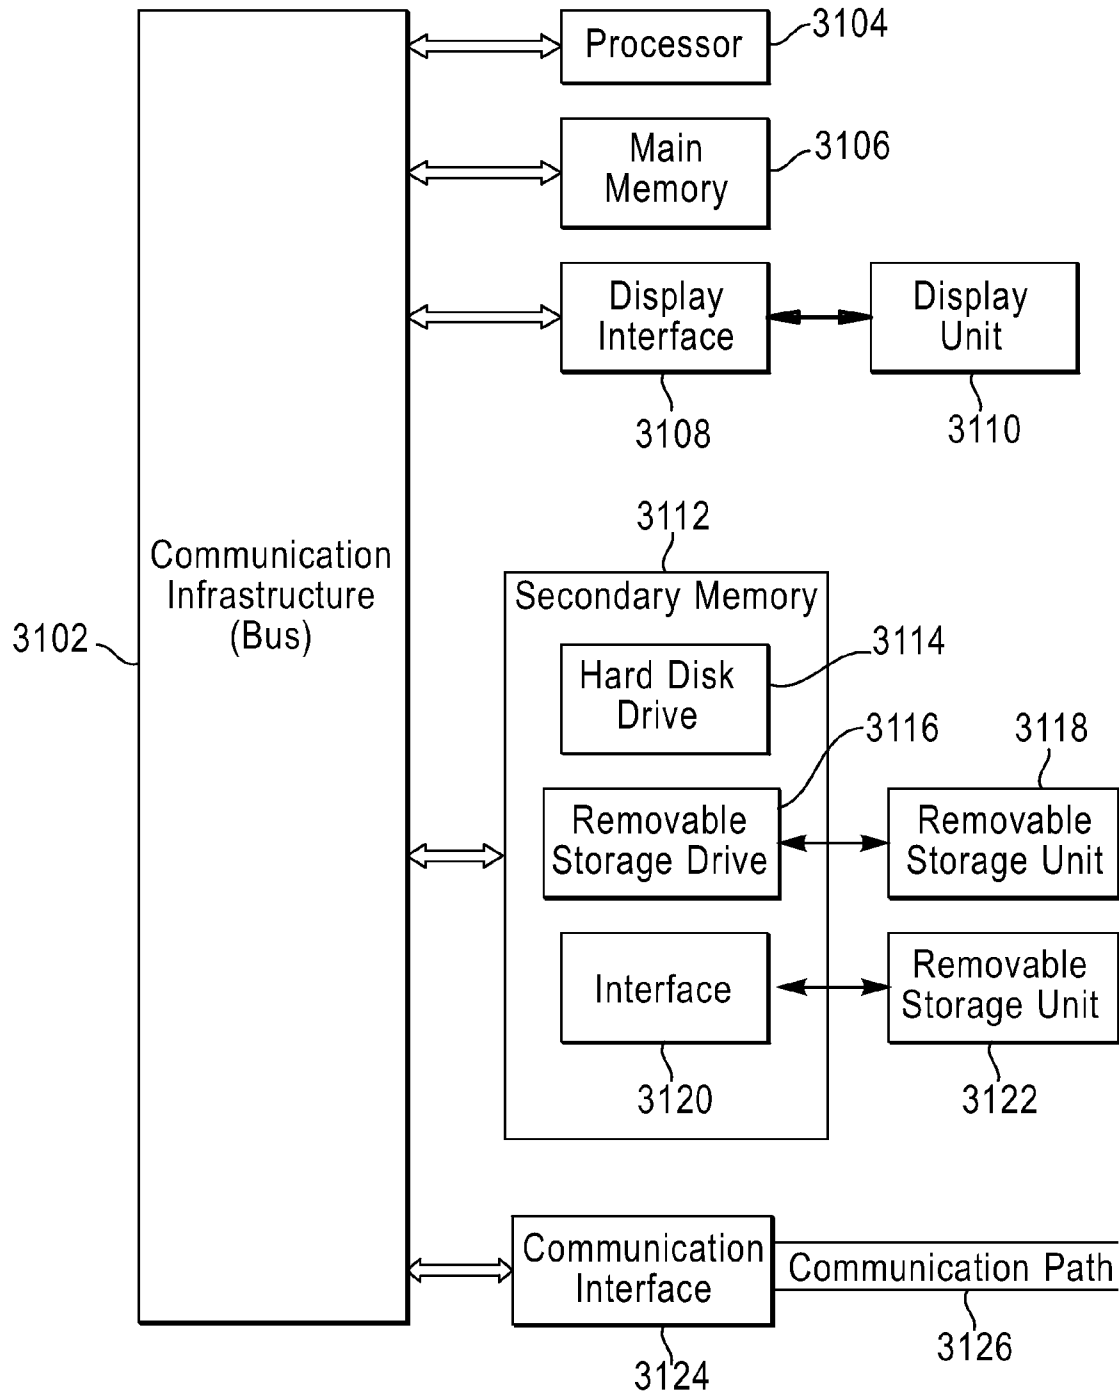 Processor
3104
Main
Memory
3106
Display
Interface
3108
Display
Unit
3110
Communication
Infrastructure
(Bus)
3102
3112
Secondary Memory
Hard Disk
Drive
3114
3116
Removable
Storage Drive
3118
Removable
Storage Unit
Interface
3120
Removable
Storage Unit
3122
Communication
Interface
3124
Communication Path
3126